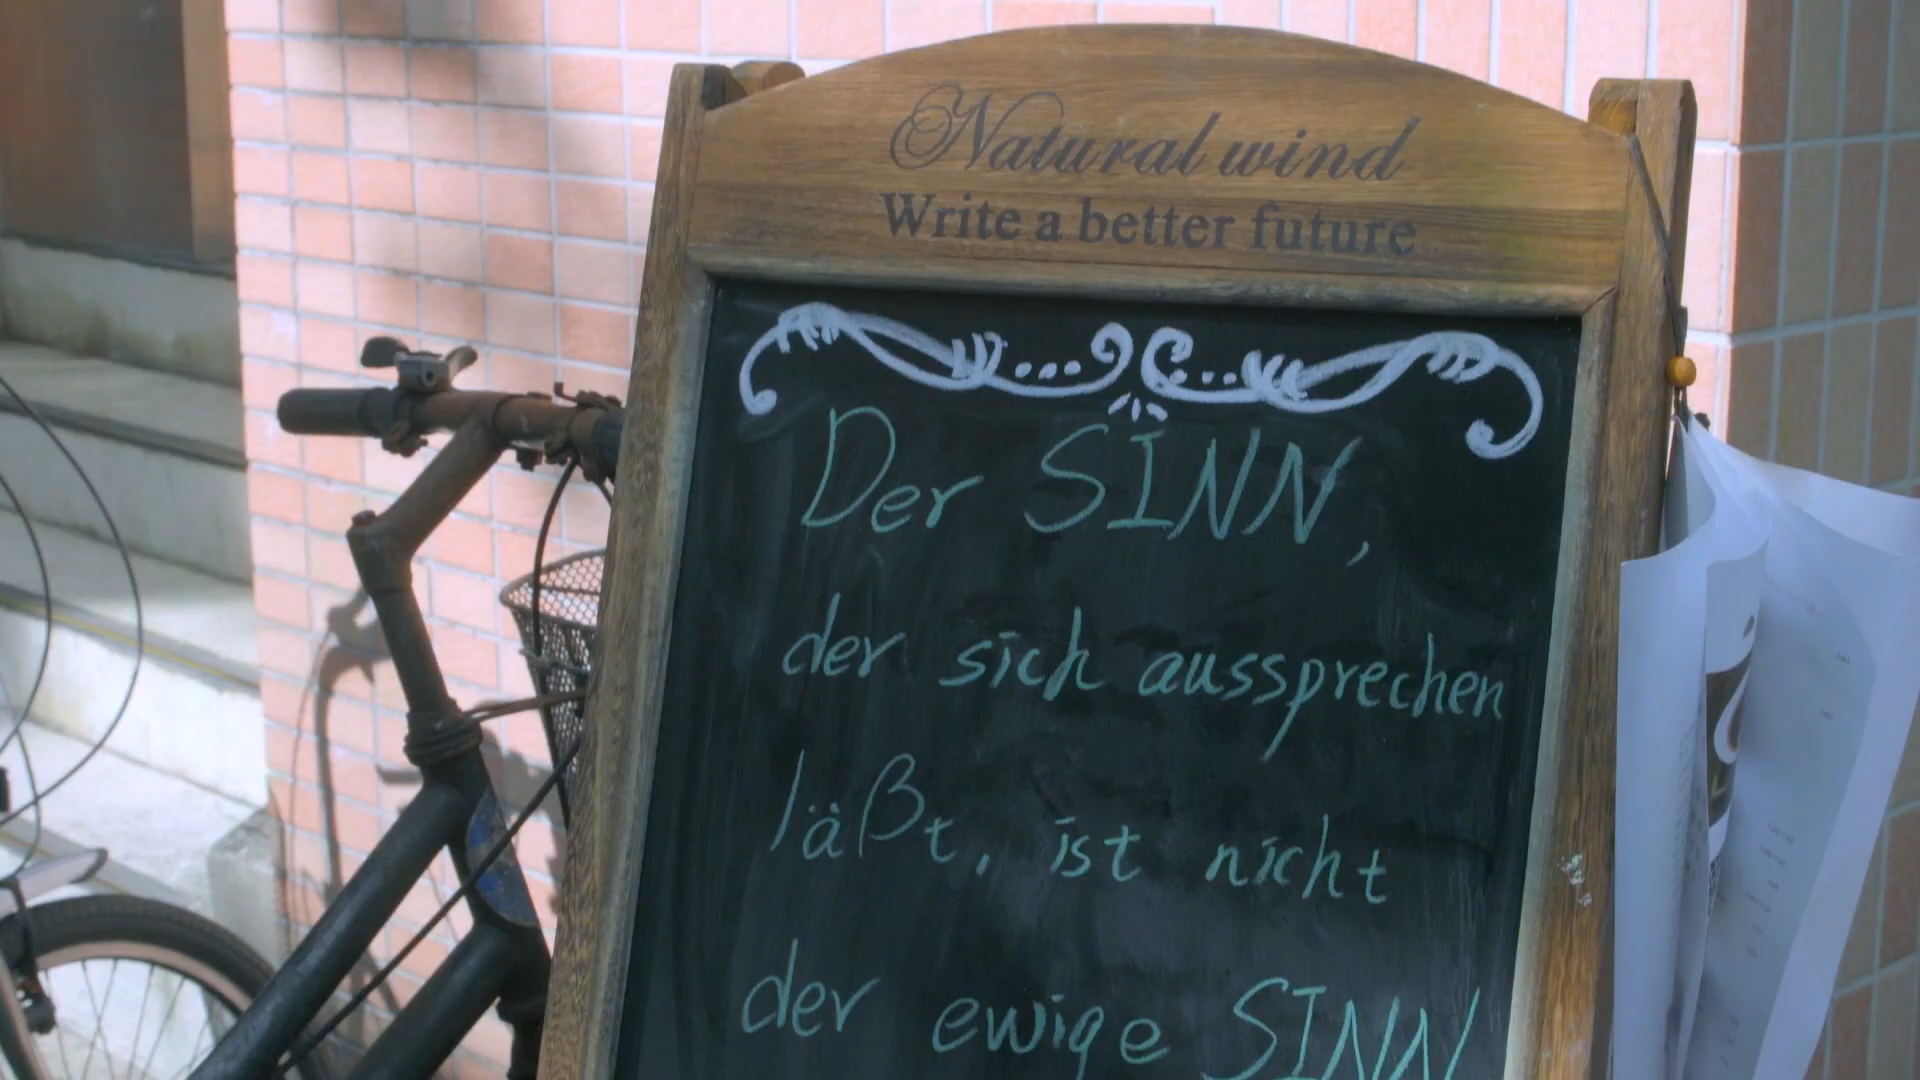 Natural wind
Write a better future
Der SINN,
der sich aussprechen
läßt, ist nicht
der ewige SINN